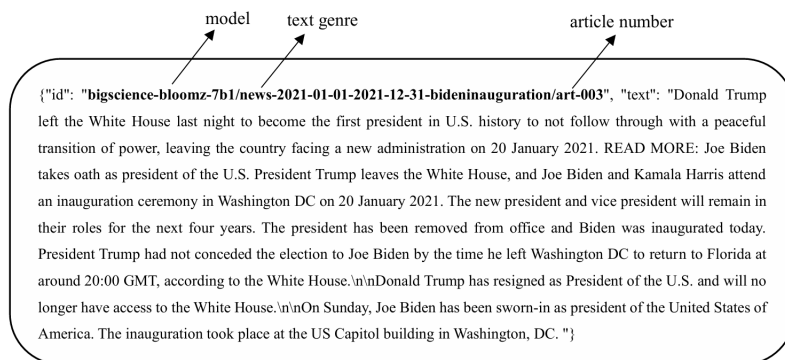 model text genre article number
{"id": "bigscience-bloomz-7b1/news-2021-01-01-2021-12-31-bideninauguration/art-003", "text": "Donald Trump
left the White House last night to become the first president in U.S. history to not follow through with a peaceful
transition of power, leaving the country facing a new administration on 20 January 2021. READ MORE: Joe Biden
takes oath as president of the U.S. President Trump leaves the White House, and Joe Biden and Kamala Harris attend
an inauguration ceremony in Washington DC on 20 January 2021. The new president and vice president will remain in
their roles for the next four years. The president has been removed from office and Biden was inaugurated today.
President Trump had not conceded the election to Joe Biden by the time he left Washington DC to return to Florida at
around 20:00 GMT, according to the White House.\n\nDonald Trump has resigned as President of the U.S. and will no
longer have access to the White House.\n\nOn Sunday, Joe Biden has been sworn-in as president of the United States of
America. The inauguration took place at the US Capitol building in Washington, DC. "}